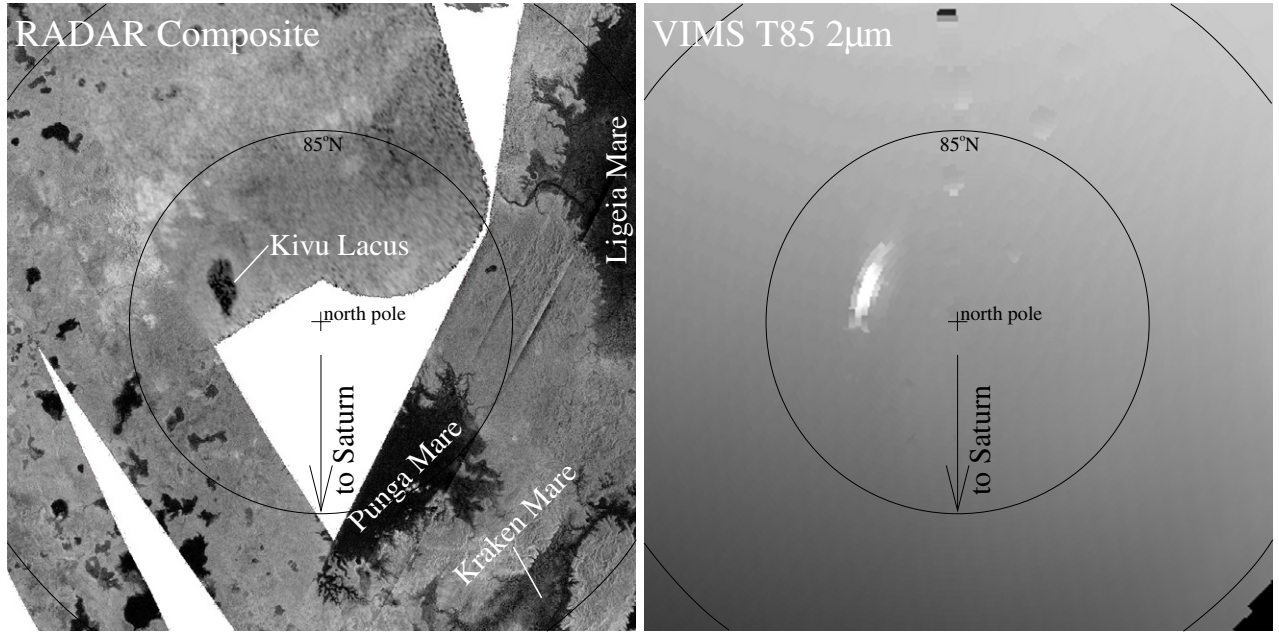 RADAR Composite
85°N
Ligeia Mare
Kivu Lacus
north pole
to Saturn
Punga Mare
Kraken Mare
VIMS T85 2μm
85°N
north pole
to Saturn